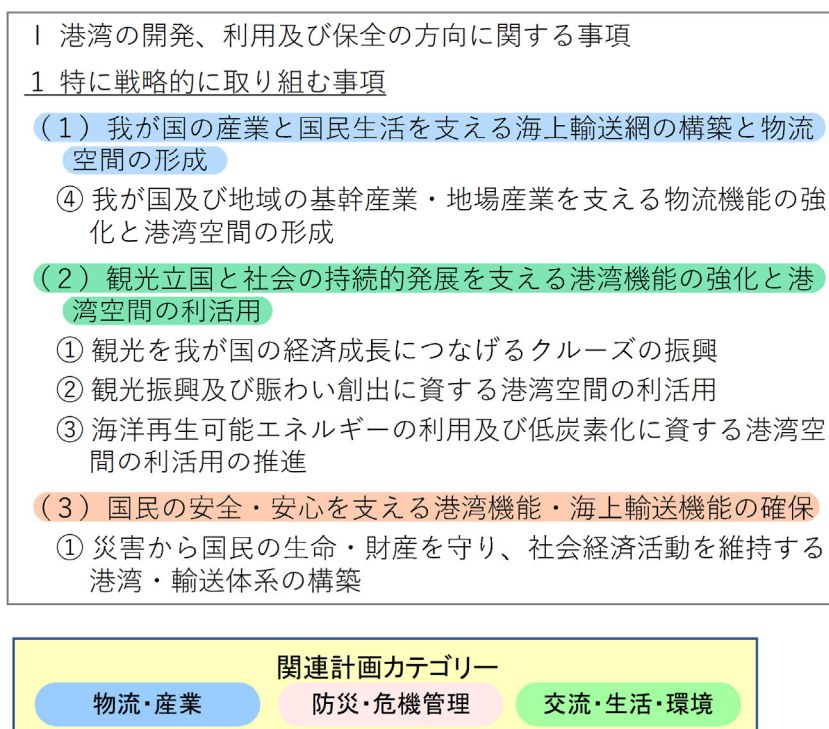 Ⅰ 港湾の開発、利用及び保全の方向に関する事項
1 特に戦略的に取り組む事項
(1)我が国の産業と国民生活を支える海上輸送網の構築と物流
空間の形成
④ 我が国及び地域の基幹産業・地場産業を支える物流機能の強
化と港湾空間の形成
(2)観光立国と社会の持続的発展を支える港湾機能の強化と港
湾空間の利活用
① 観光を我が国の経済成長につなげるクルーズの振興
② 観光振興及び賑わい創出に資する港湾空間の利活用
③ 海洋再生可能エネルギーの利用及び低炭素化に資する港湾空
間の利活用の推進
(3)国民の安全・安心を支える港湾機能・海上輸送機能の確保
① 災害から国民の生命・財産を守り、社会経済活動を維持する
港湾・輸送体系の構築
関連計画カテゴリー
物流・産業 防災・危機管理 交流・生活・環境